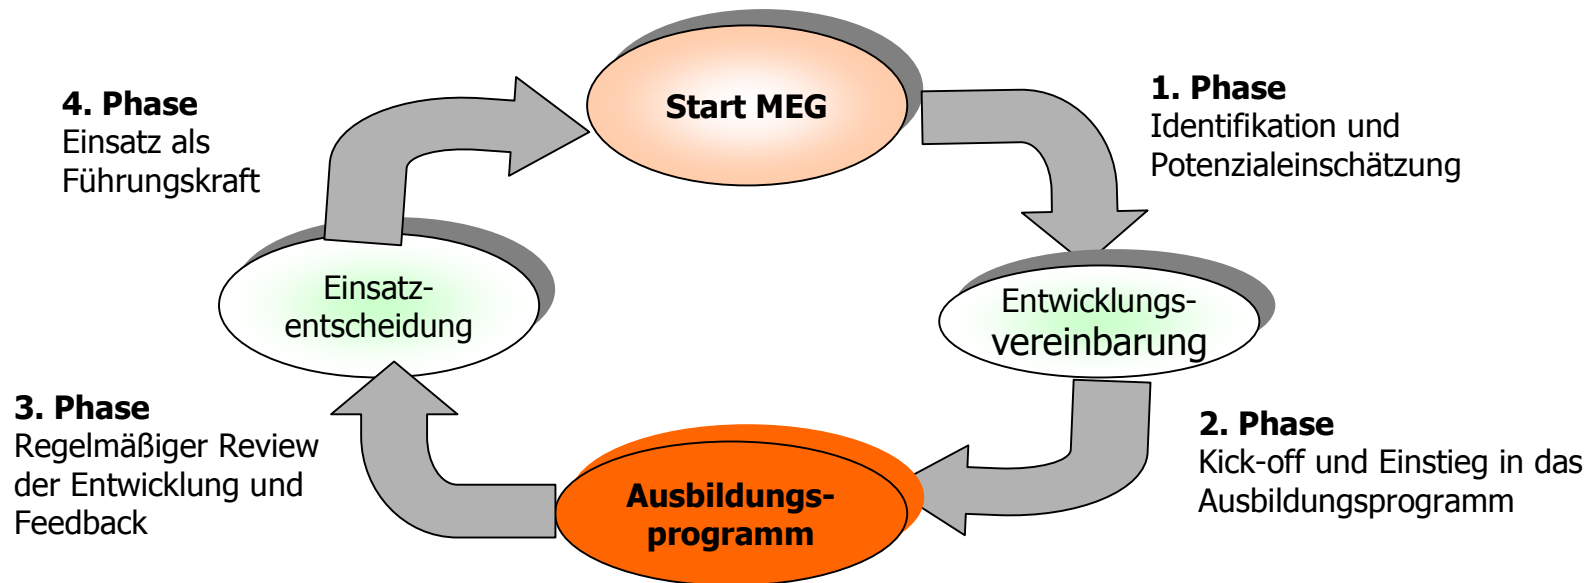 Start MEG
1. Phase
Identifikation und
Potenzialeinschätzung
Entwicklungs-
vereinbarung
2. Phase
Kick-off und Einstieg in das
Ausbildungsprogramm
Ausbildungs-
programm
3. Phase
Regelmäßiger Review
der Entwicklung und
Feedback
Einsatz-
entscheidung
4. Phase
Einsatz als
Führungskraft